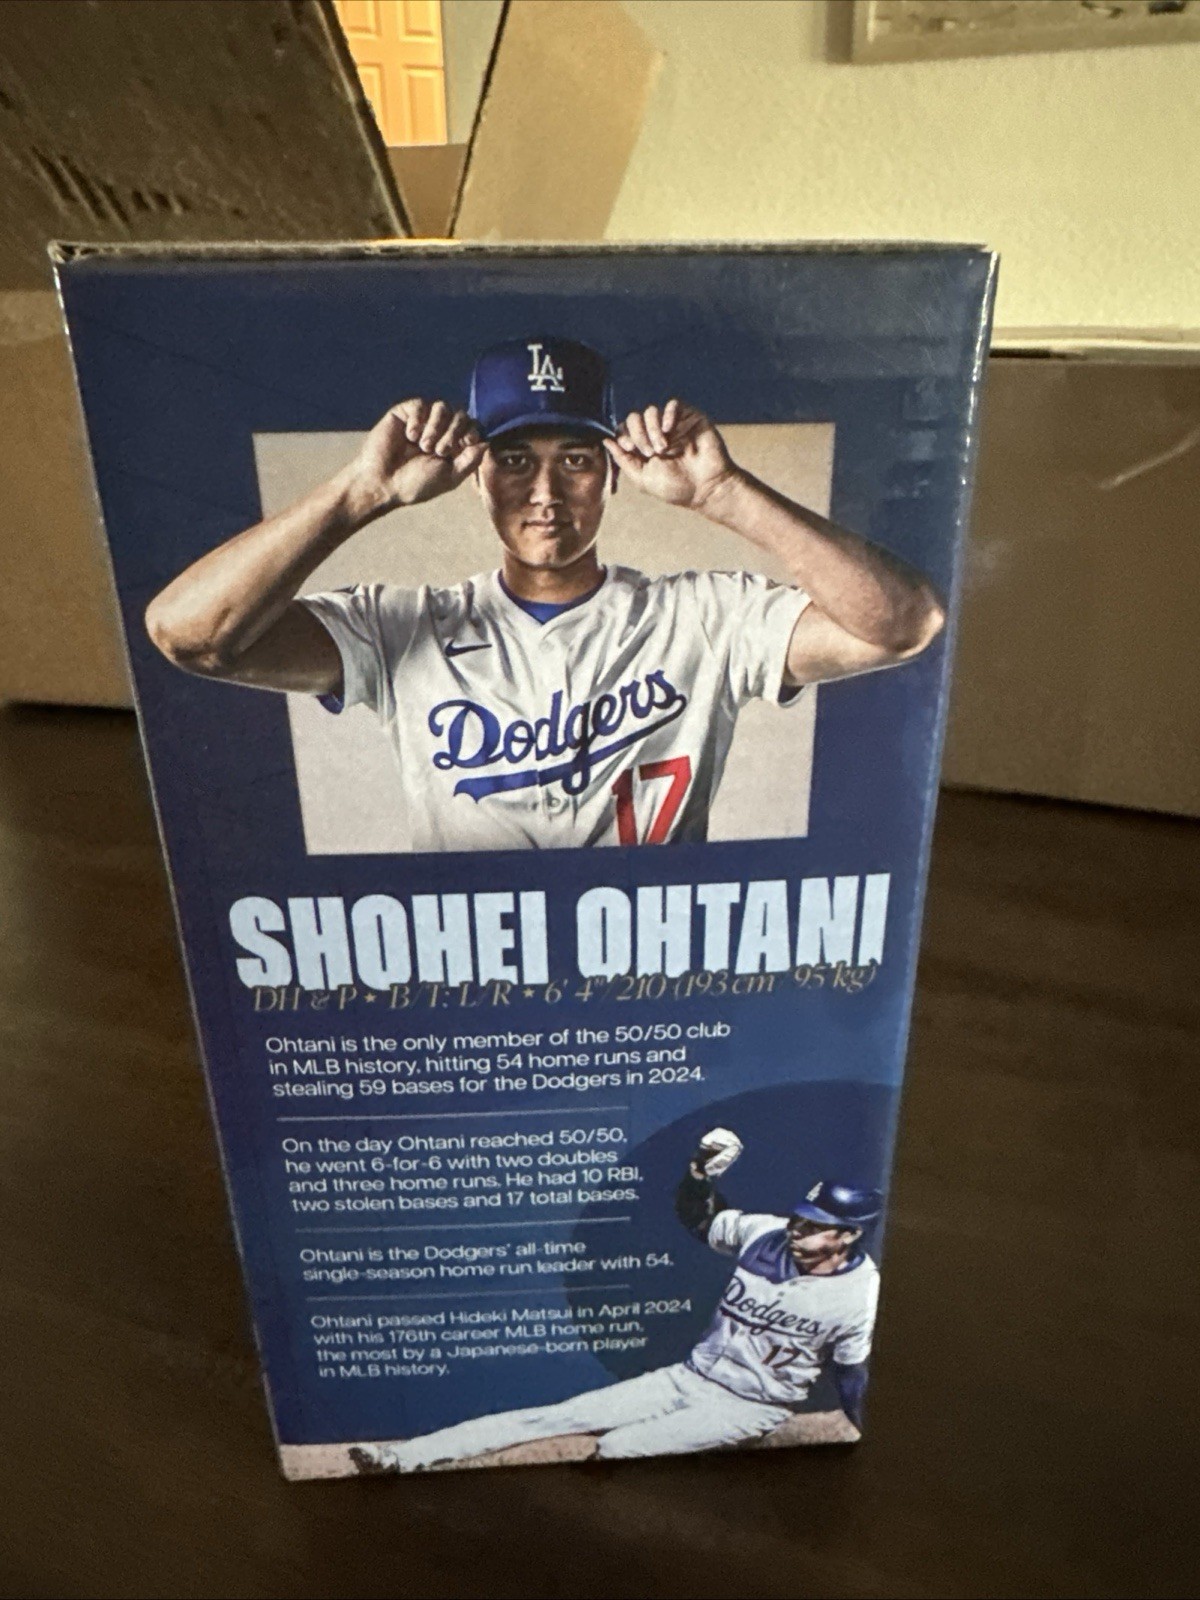 LA
Dodgers
17
SHOHEI OHTANI
DH & P ★ B/T: L/R ★ 6' 4"/210 (193 cm 95 kg)
Ohtani is the only member of the 50/50 club
in MLB history, hitting 54 home runs and
stealing 59 bases for the Dodgers in 2024.
On the day Ohtani reached 50/50,
he went 6-for-6 with two doubles
and three home runs. He had 10 RBI,
two stolen bases and 17 total bases.
Ohtani is the Dodgers' all-time
single-season home run leader with 54.
Ohtani passed Hideki Matsui in April 2024
with his 176th career MLB home run,
the most by a Japanese-born player
in MLB history.
LA
Dodgers
17